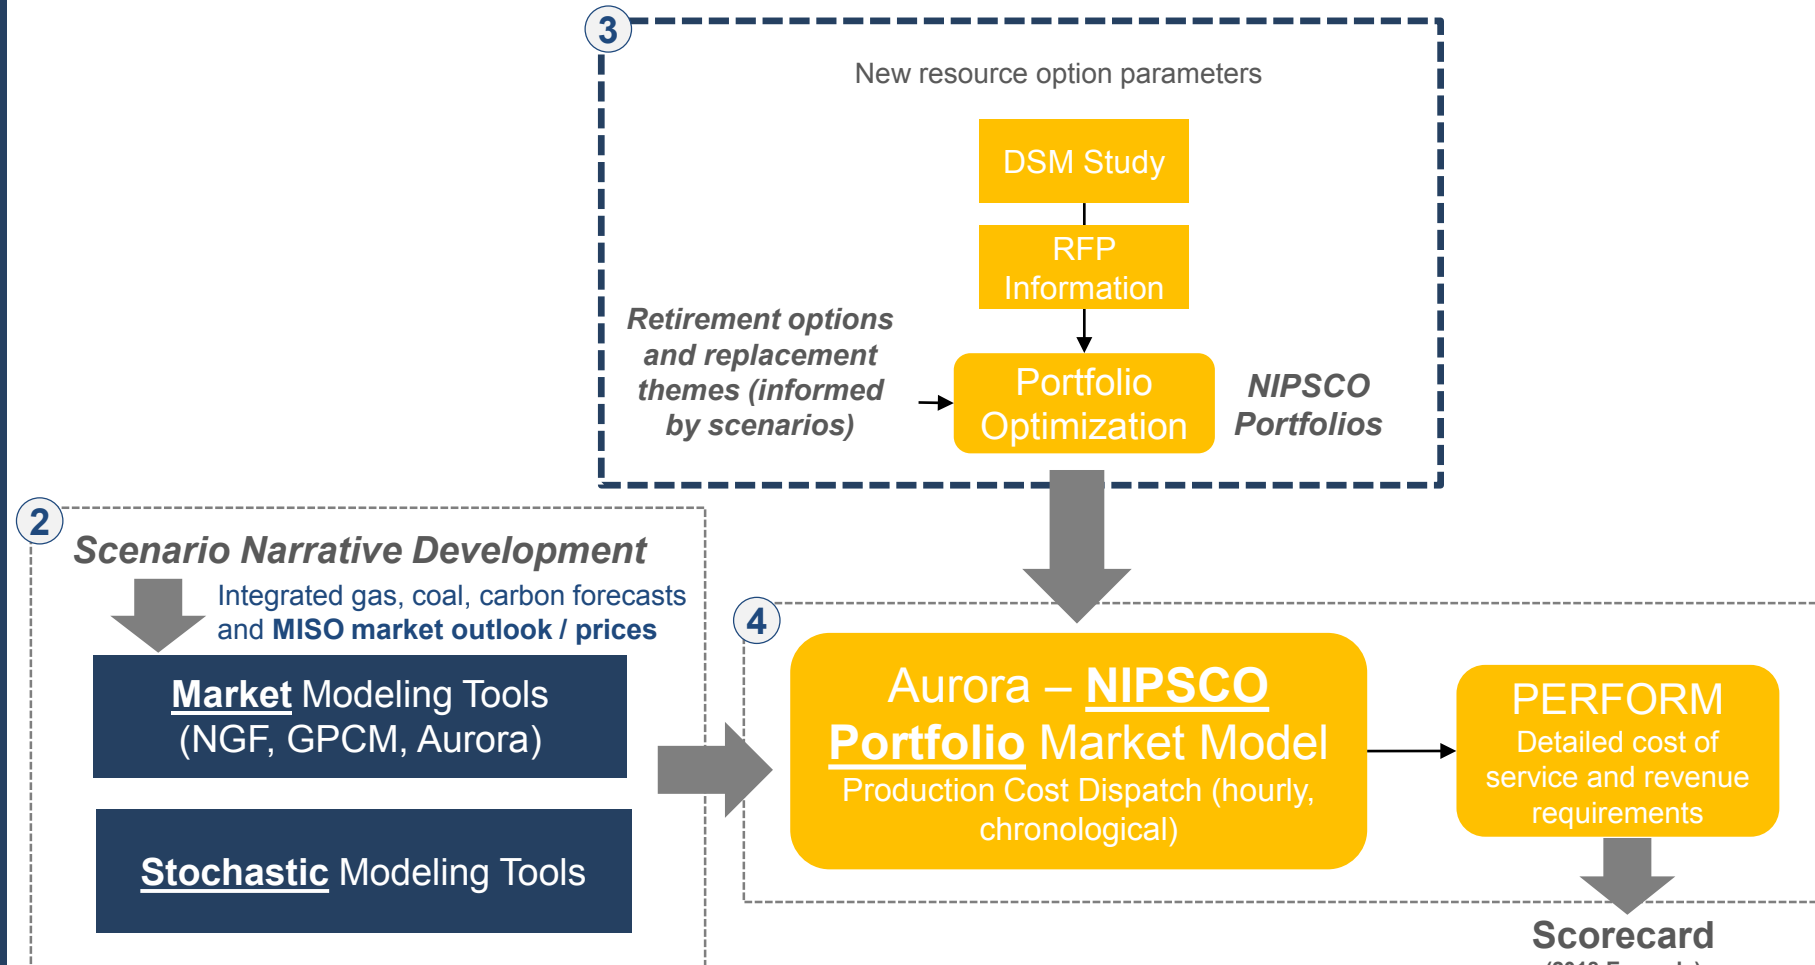 3
New resource option parameters
DSM Study
RFP
Information
Retirement options
and replacement
themes (informed
by scenarios)
Portfolio
Optimization
NIPSCO
Portfolios
2
Scenario Narrative Development
Integrated gas, coal, carbon forecasts
and MISO market outlook / prices
Market Modeling Tools
(NGF, GPCM, Aurora)
Stochastic Modeling Tools
4
Aurora – NIPSCO
Portfolio Market Model
Production Cost Dispatch (hourly,
chronological)
PERFORM
Detailed cost of
service and revenue
requirements
Scorecard